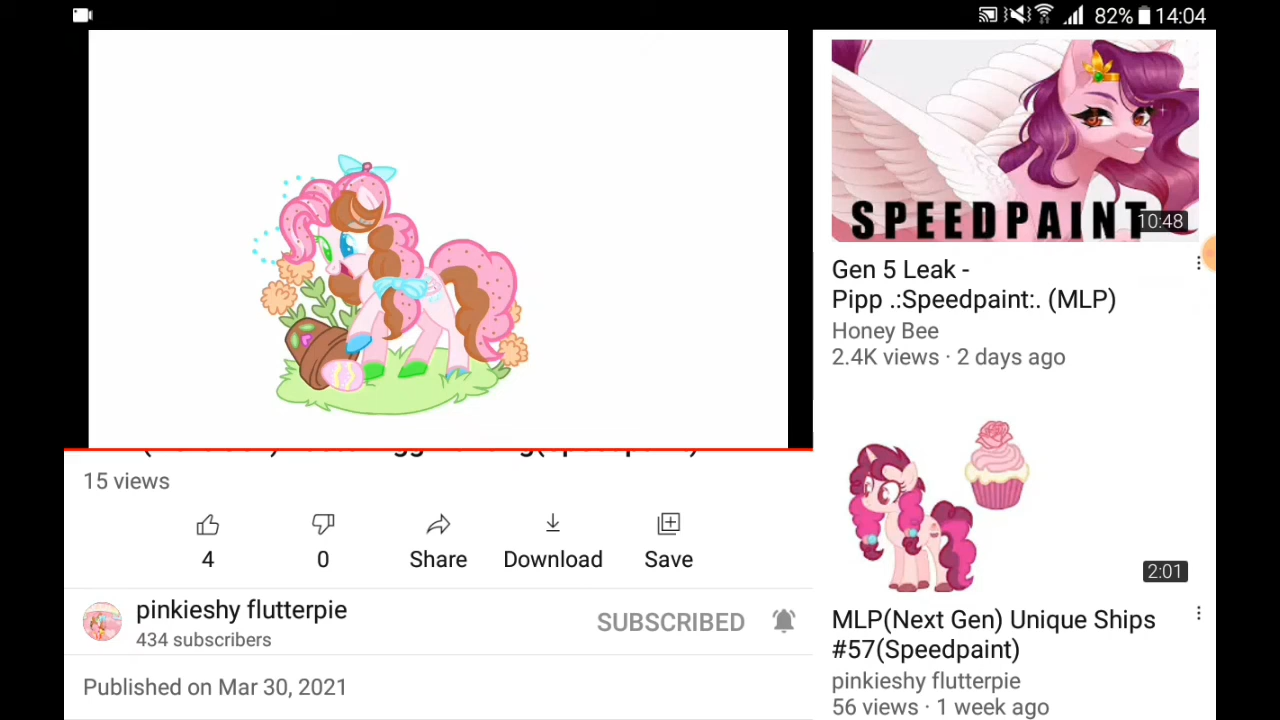 82% 14:04
15 views
4
0
Share
Download
Save
pinkieshy flutterpie
434 subscribers
SUBSCRIBED
Published on Mar 30, 2021
SPEEDPAINT
10:48
Gen 5 Leak -
Pipp .:Speedpaint:. (MLP)
Honey Bee
2.4K views · 2 days ago
2:01
MLP(Next Gen) Unique Ships
#57(Speedpaint)
pinkieshy flutterpie
56 views · 1 week ago